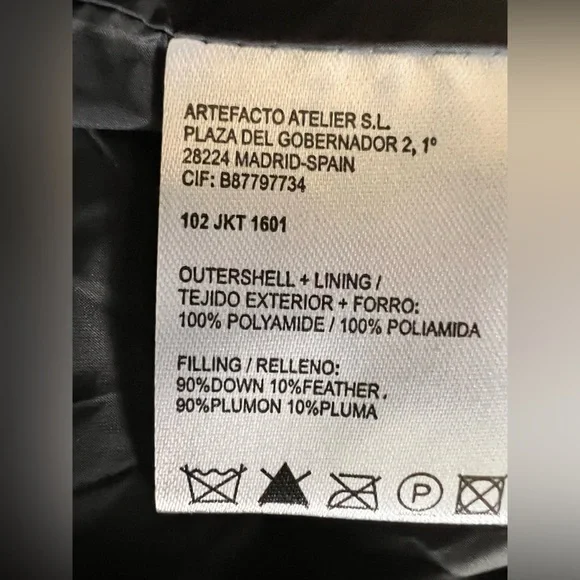 ARTEFACTO ATELIER S.L.
PLAZA DEL GOBERNADOR 2, 1º
28224 MADRID-SPAIN
CIF: B87797734
102 JKT 1601
OUTERSHELL + LINING /
TEJIDO EXTERIOR + FORRO:
100% POLYAMIDE / 100% POLIAMIDA
FILLING / RELLENO:
90%DOWN 10%FEATHER.
90%PLUMON 10%PLUMA
P